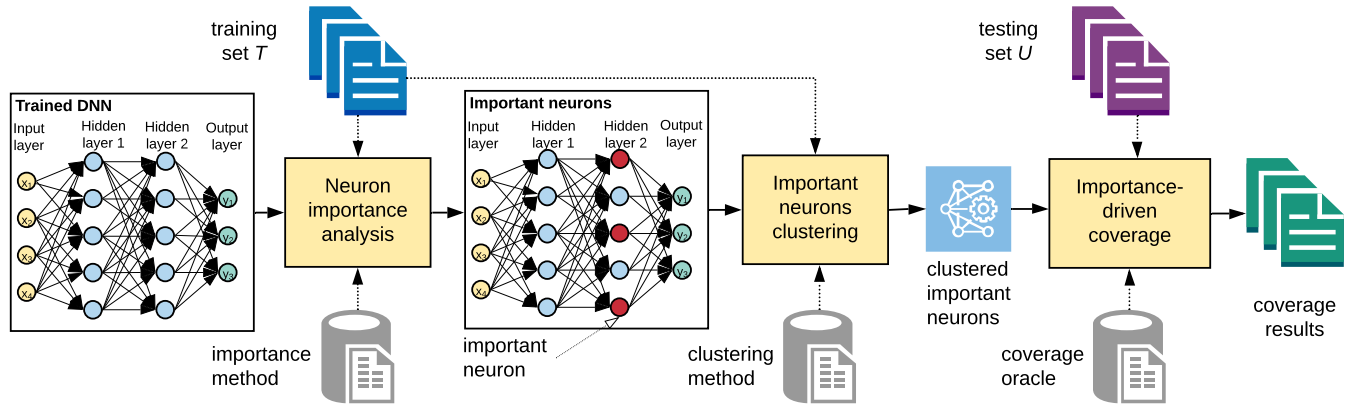 training
set T
testing
set U
Trained DNN
Input
layer
Hidden
layer 1
Hidden
layer 2
Output
layer
x1
x2
x3
x4
y1
y2
y3
Neuron
importance
analysis
importance
method
Important neurons
Input
layer
Hidden
layer 1
Hidden
layer 2
Output
layer
x1
x2
x3
x4
y1
y2
y3
important
neuron
Important
neurons
clustering
clustering
method
clustered
important
neurons
Importance-
driven
coverage
coverage
oracle
coverage
results